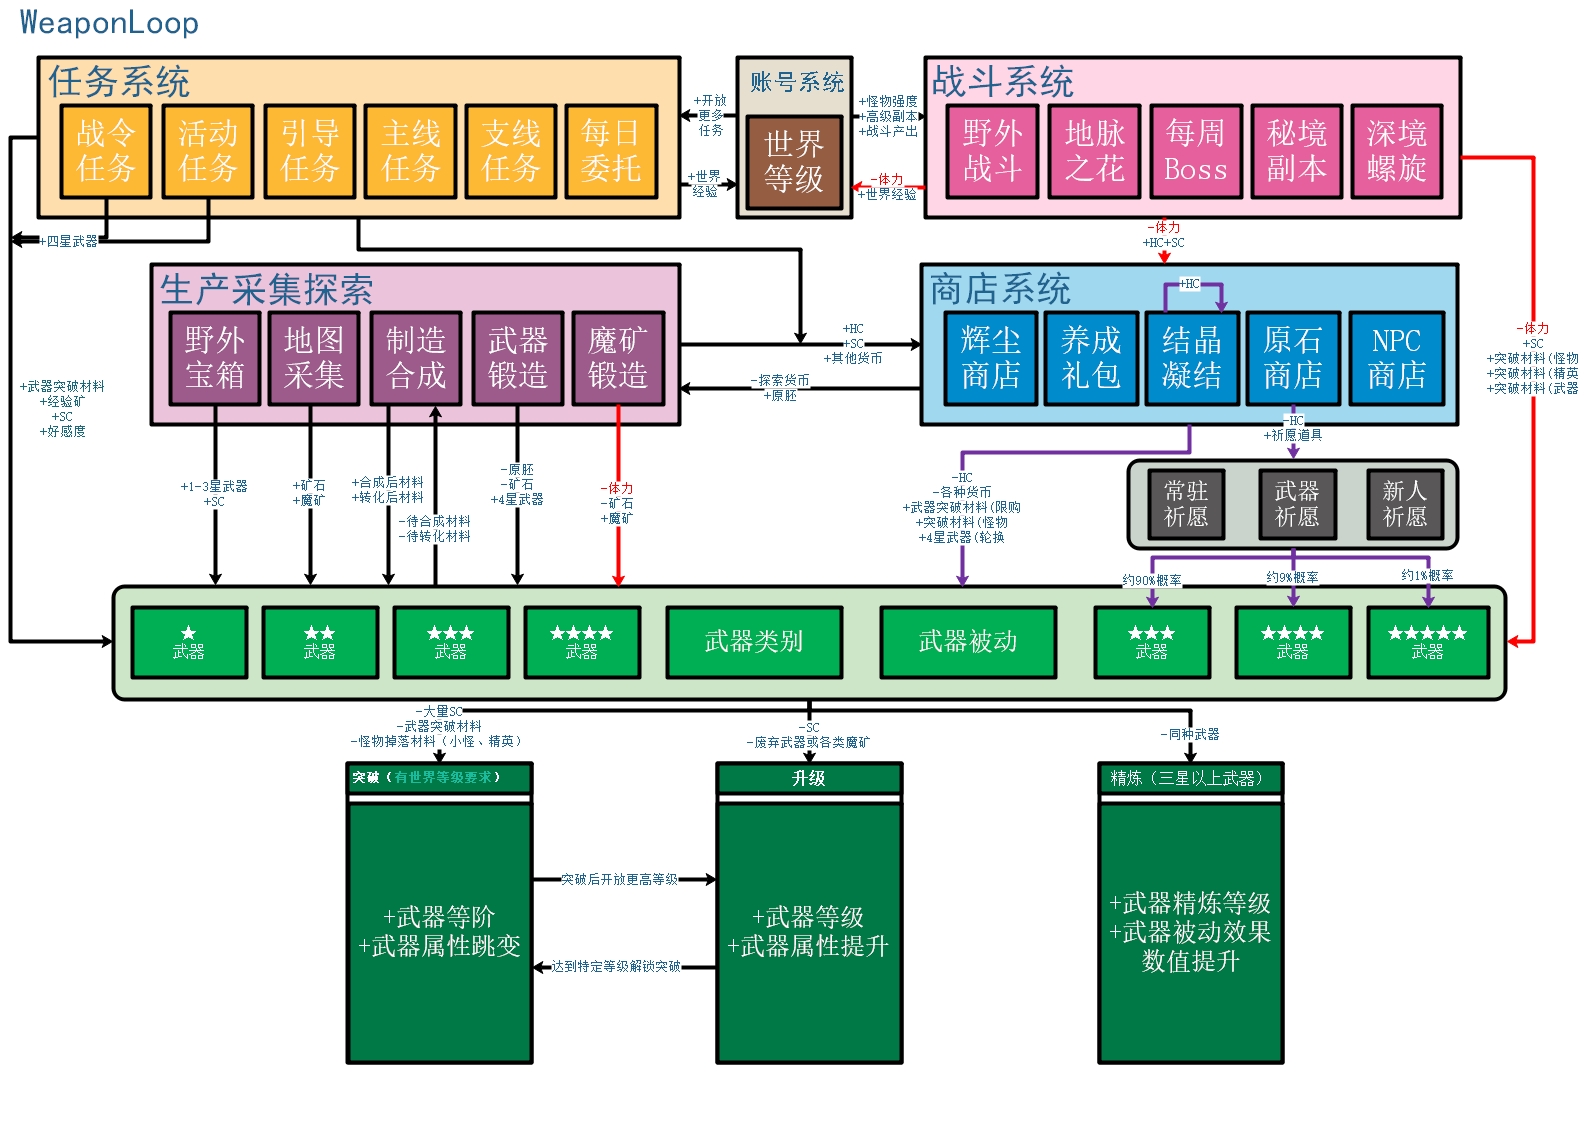 WeaponLoop
任务系统
战令
任务
活动
任务
引导
任务
主线
任务
支线
任务
每日
委托
+开放
更多
任务
+世界
经验
账号系统
世界
等级
+怪物强度
+高级副本
+战斗产出
-体力
+世界经验
战斗系统
野外
战斗
地脉
之花
每周
Boss
秘境
副本
深境
螺旋
+四星武器
-体力
+HC+SC
生产采集探索
野外
宝箱
地图
采集
制造
合成
武器
锻造
魔矿
锻造
+HC
+SC
+其他货币
-探索货币
+原胚
商店系统
+HC
辉尘
商店
养成
礼包
结晶
凝结
原石
商店
NPC
商店
-体力
+SC
+突破材料(怪物
+突破材料(精英
+突破材料(武器
+武器突破材料
+经验矿
+SC
+好感度
-HC
+祈愿道具
+1-3星武器
+SC
+矿石
+魔矿
+合成后材料
+转化后材料
-待合成材料
-待转化材料
-原胚
-矿石
+4星武器
-体力
-矿石
+魔矿
-HC
-各种货币
+武器突破材料(限购
+突破材料(怪物
+4星武器(轮换
常驻
祈愿
武器
祈愿
新人
祈愿
约90%概率
约9%概率
约1%概率
★
武器
★★
武器
★★★
武器
★★★★
武器
武器类别
武器被动
★★★
武器
★★★★
武器
★★★★★
武器
-大量SC
-武器突破材料
-怪物掉落材料（小怪、精英）
-SC
-废弃武器或各类魔矿
-同种武器
突破（有世界等级要求）
升级
精炼（三星以上武器）
突破后开放更高等级
+武器等阶
+武器属性跳变
+武器等级
+武器属性提升
+武器精炼等级
+武器被动效果
数值提升
达到特定等级解锁突破